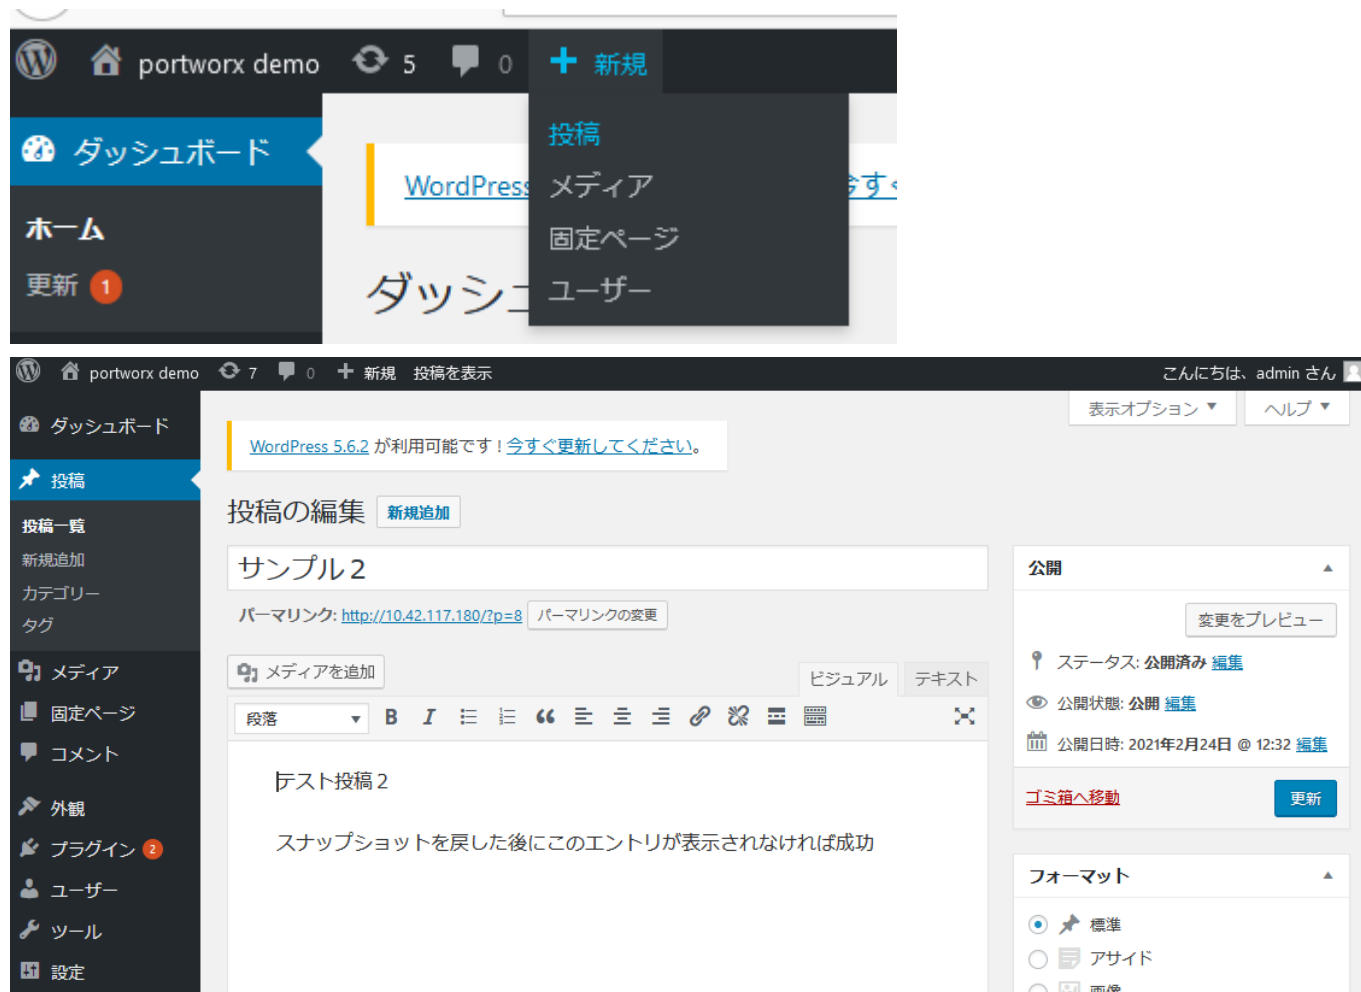 portworx demo 5 0 新規
投稿
メディア
固定ページ
ユーザー
ダッシュボード
ホーム
更新 1
WordPress
portworx demo 7 0 新規 投稿を表示 こんにちは、admin さん
表示オプション ヘルプ
ダッシュボード
投稿
投稿一覧
新規追加
カテゴリー
タグ
メディア
固定ページ
コメント
外観
プラグイン 2
ユーザー
ツール
設定
WordPress 5.6.2 が利用可能です ! 今すぐ更新してください。
投稿の編集 新規追加
サンプル 2
パーマリンク: http://10.42.117.180/?p=8 パーマリンクの変更
メディアを追加
ビジュアル テキスト
段落
テスト投稿 2
スナップショットを戻した後にこのエントリが表示されなければ成功
公開
変更をプレビュー
ステータス: 公開済み 編集
公開状態: 公開 編集
公開日時: 2021年2月24日 @ 12:32 編集
ゴミ箱へ移動 更新
フォーマット
標準
アサイド
画像